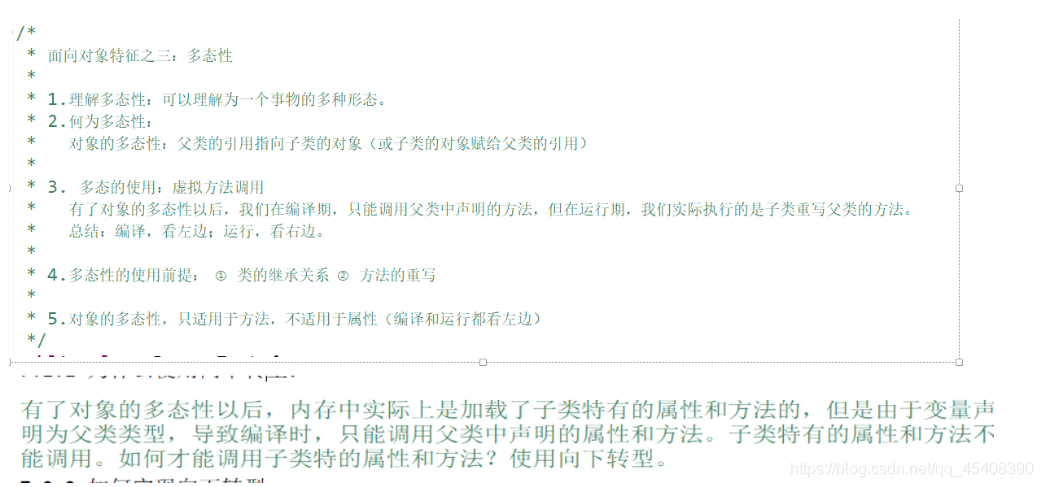 /*
* 面向对象特征之三：多态性
*
* 1.理解多态性：可以理解为一个事物的多种形态。
* 2.何为多态性：
* 对象的多态性：父类的引用指向子类的对象（或子类的对象赋给父类的引用）
*
* 3. 多态的使用：虚拟方法调用
* 有了对象的多态性以后，我们在编译期，只能调用父类中声明的方法，但在运行期，我们实际执行的是子类重写父类的方法。
* 总结：编译，看左边；运行，看右边。
*
* 4.多态性的使用前提： ① 类的继承关系 ② 方法的重写
*
* 5.对象的多态性，只适用于方法，不适用于属性（编译和运行都看左边）
*/
有了对象的多态性以后，内存中实际上是加载了子类特有的属性和方法的，但是由于变量声
明为父类类型，导致编译时，只能调用父类中声明的属性和方法。子类特有的属性和方法不
能调用。如何才能调用子类特的属性和方法？使用向下转型。
https://blog.csdn.net/qq_45408390